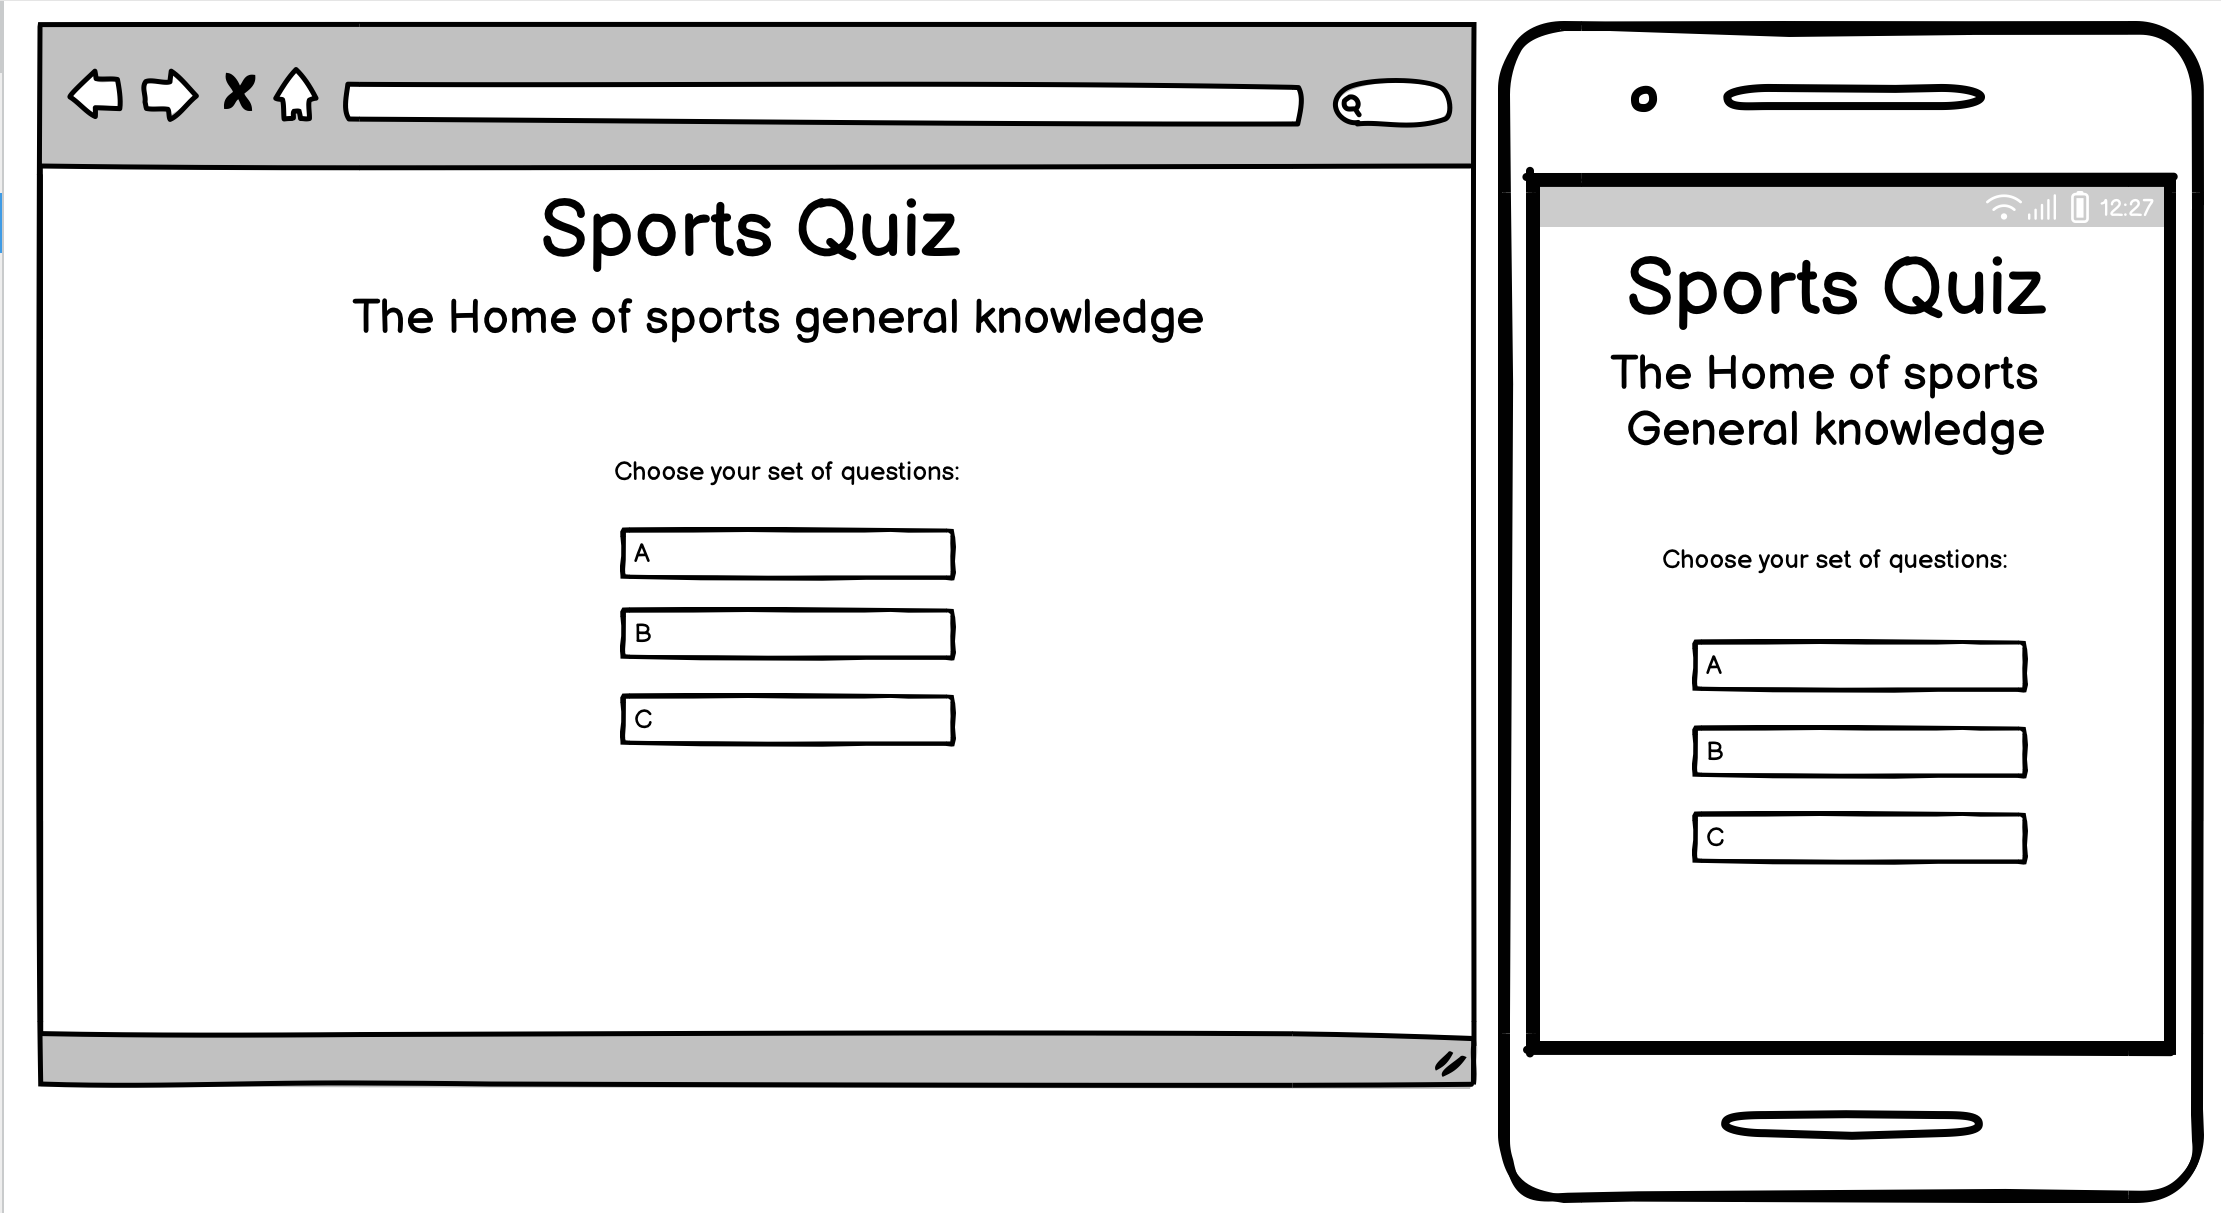 Sports Quiz
The Home of sports general knowledge
Choose your set of questions:
A
B
C
12:27
Sports Quiz
The Home of sports
General knowledge
Choose your set of questions:
A
B
C